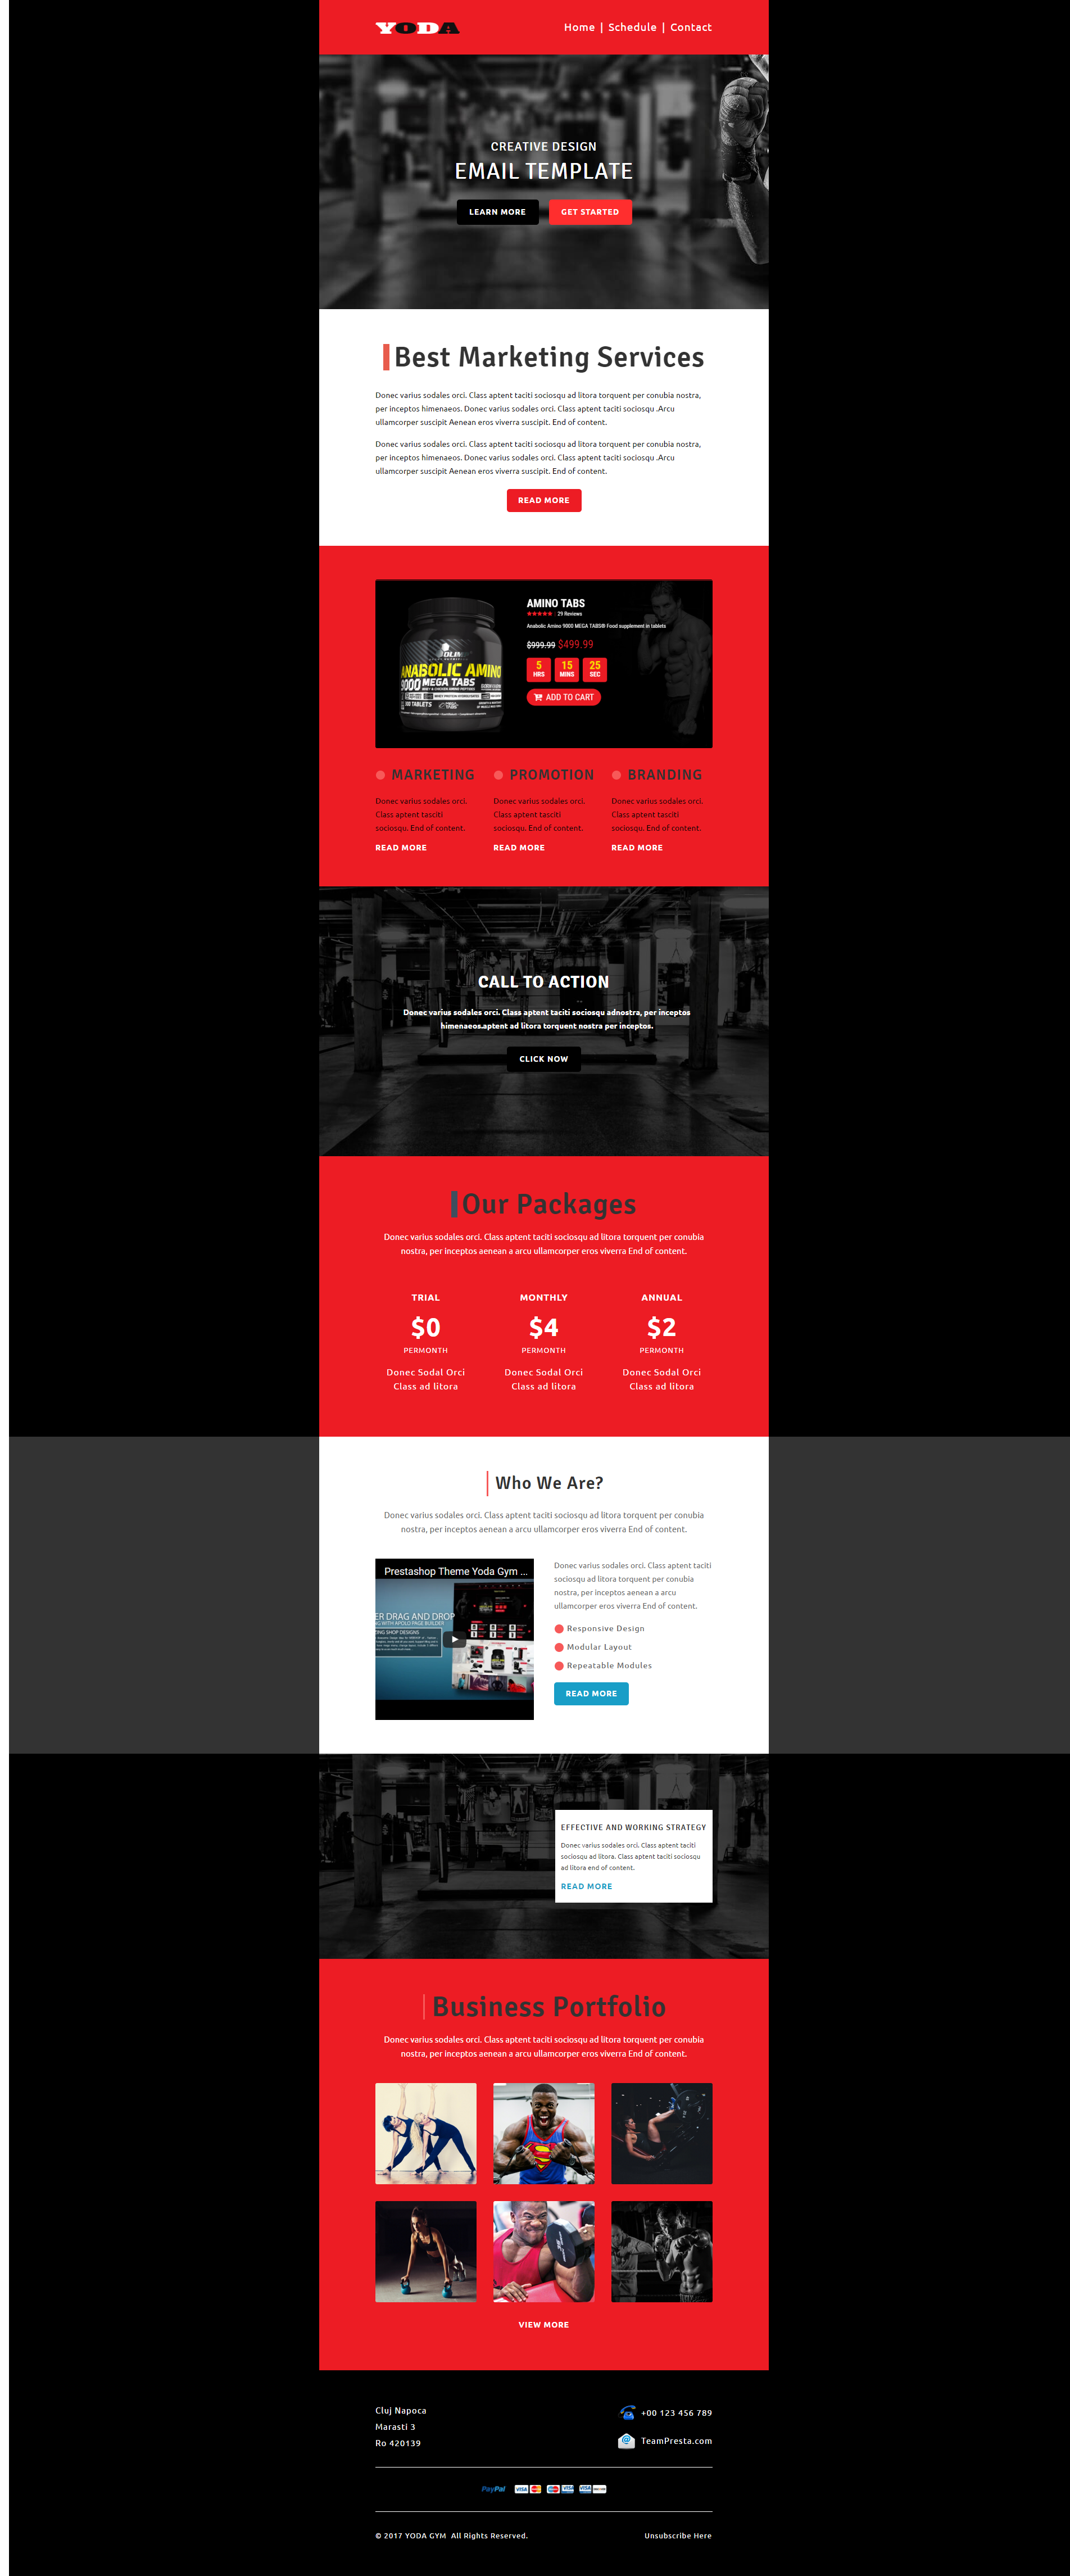 YODA
Home | Schedule | Contact
CREATIVE DESIGN
EMAIL TEMPLATE
LEARN MORE
GET STARTED
Best Marketing Services
Donec varius sodales orci. Class aptent taciti sociosqu ad litora torquent per conubia nostra,
per inceptos himenaeos. Donec varius sodales orci. Class aptent taciti sociosqu .Arcu
ullamcorper suscipit Aenean eros viverra suscipit. End of content.
Donec varius sodales orci. Class aptent taciti sociosqu ad litora torquent per conubia nostra,
per inceptos himenaeos. Donec varius sodales orci. Class aptent taciti sociosqu .Arcu
ullamcorper suscipit Aenean eros viverra suscipit. End of content.
READ MORE
ANABOLIC AMINO
9000 MEGA TABS
300 TABLETS
AMINO TABS
29 Reviews
Anabolic Amino 9000 MEGA TABS® Food supplement in tablets
$999.99 $499.99
5 15 25
HRS MINS SEC
ADD TO CART
MARKETING
Donec varius sodales orci.
Class aptent tasciti
sociosqu. End of content.
READ MORE
PROMOTION
Donec varius sodales orci.
Class aptent tasciti
sociosqu. End of content.
READ MORE
BRANDING
Donec varius sodales orci.
Class aptent tasciti
sociosqu. End of content.
READ MORE
CALL TO ACTION
Donec varius sodales orci. Class aptent taciti sociosqu adnostra, per inceptos
himenaeos.aptent ad litora torquent nostra per inceptos.
CLICK NOW
Our Packages
Donec varius sodales orci. Class aptent taciti sociosqu ad litora torquent per conubia
nostra, per inceptos aenean a arcu ullamcorper eros viverra End of content.
TRIAL
$0
PERMONTH
Donec Sodal Orci
Class ad litora
MONTHLY
$4
PERMONTH
Donec Sodal Orci
Class ad litora
ANNUAL
$2
PERMONTH
Donec Sodal Orci
Class ad litora
Who We Are?
Donec varius sodales orci. Class aptent taciti sociosqu ad litora torquent per conubia
nostra, per inceptos aenean a arcu ullamcorper eros viverra End of content.
Prestashop Theme Yoda Gym ...
ER DRAG AND DROP
NG WITH APOLO PAGE BUILDER
ING SHOP DESIGNS
Donec varius sodales orci. Class aptent taciti
sociosqu ad litora torquent per conubia
nostra, per inceptos aenean a arcu
ullamcorper eros viverra End of content.
Responsive Design
Modular Layout
Repeatable Modules
READ MORE
EFFECTIVE AND WORKING STRATEGY
Donec varius sodales orci. Class aptent taciti
sociosqu ad litora. Class aptent taciti sociosqu
ad litora end of content.
READ MORE
Business Portfolio
Donec varius sodales orci. Class aptent taciti sociosqu ad litora torquent per conubia
nostra, per inceptos aenean a arcu ullamcorper eros viverra End of content.
VIEW MORE
Cluj Napoca
Marasti 3
Ro 420139
+00 123 456 789
TeamPresta.com
PayPal VISA VISA VISA
© 2017 YODA GYM All Rights Reserved.
Unsubscribe Here